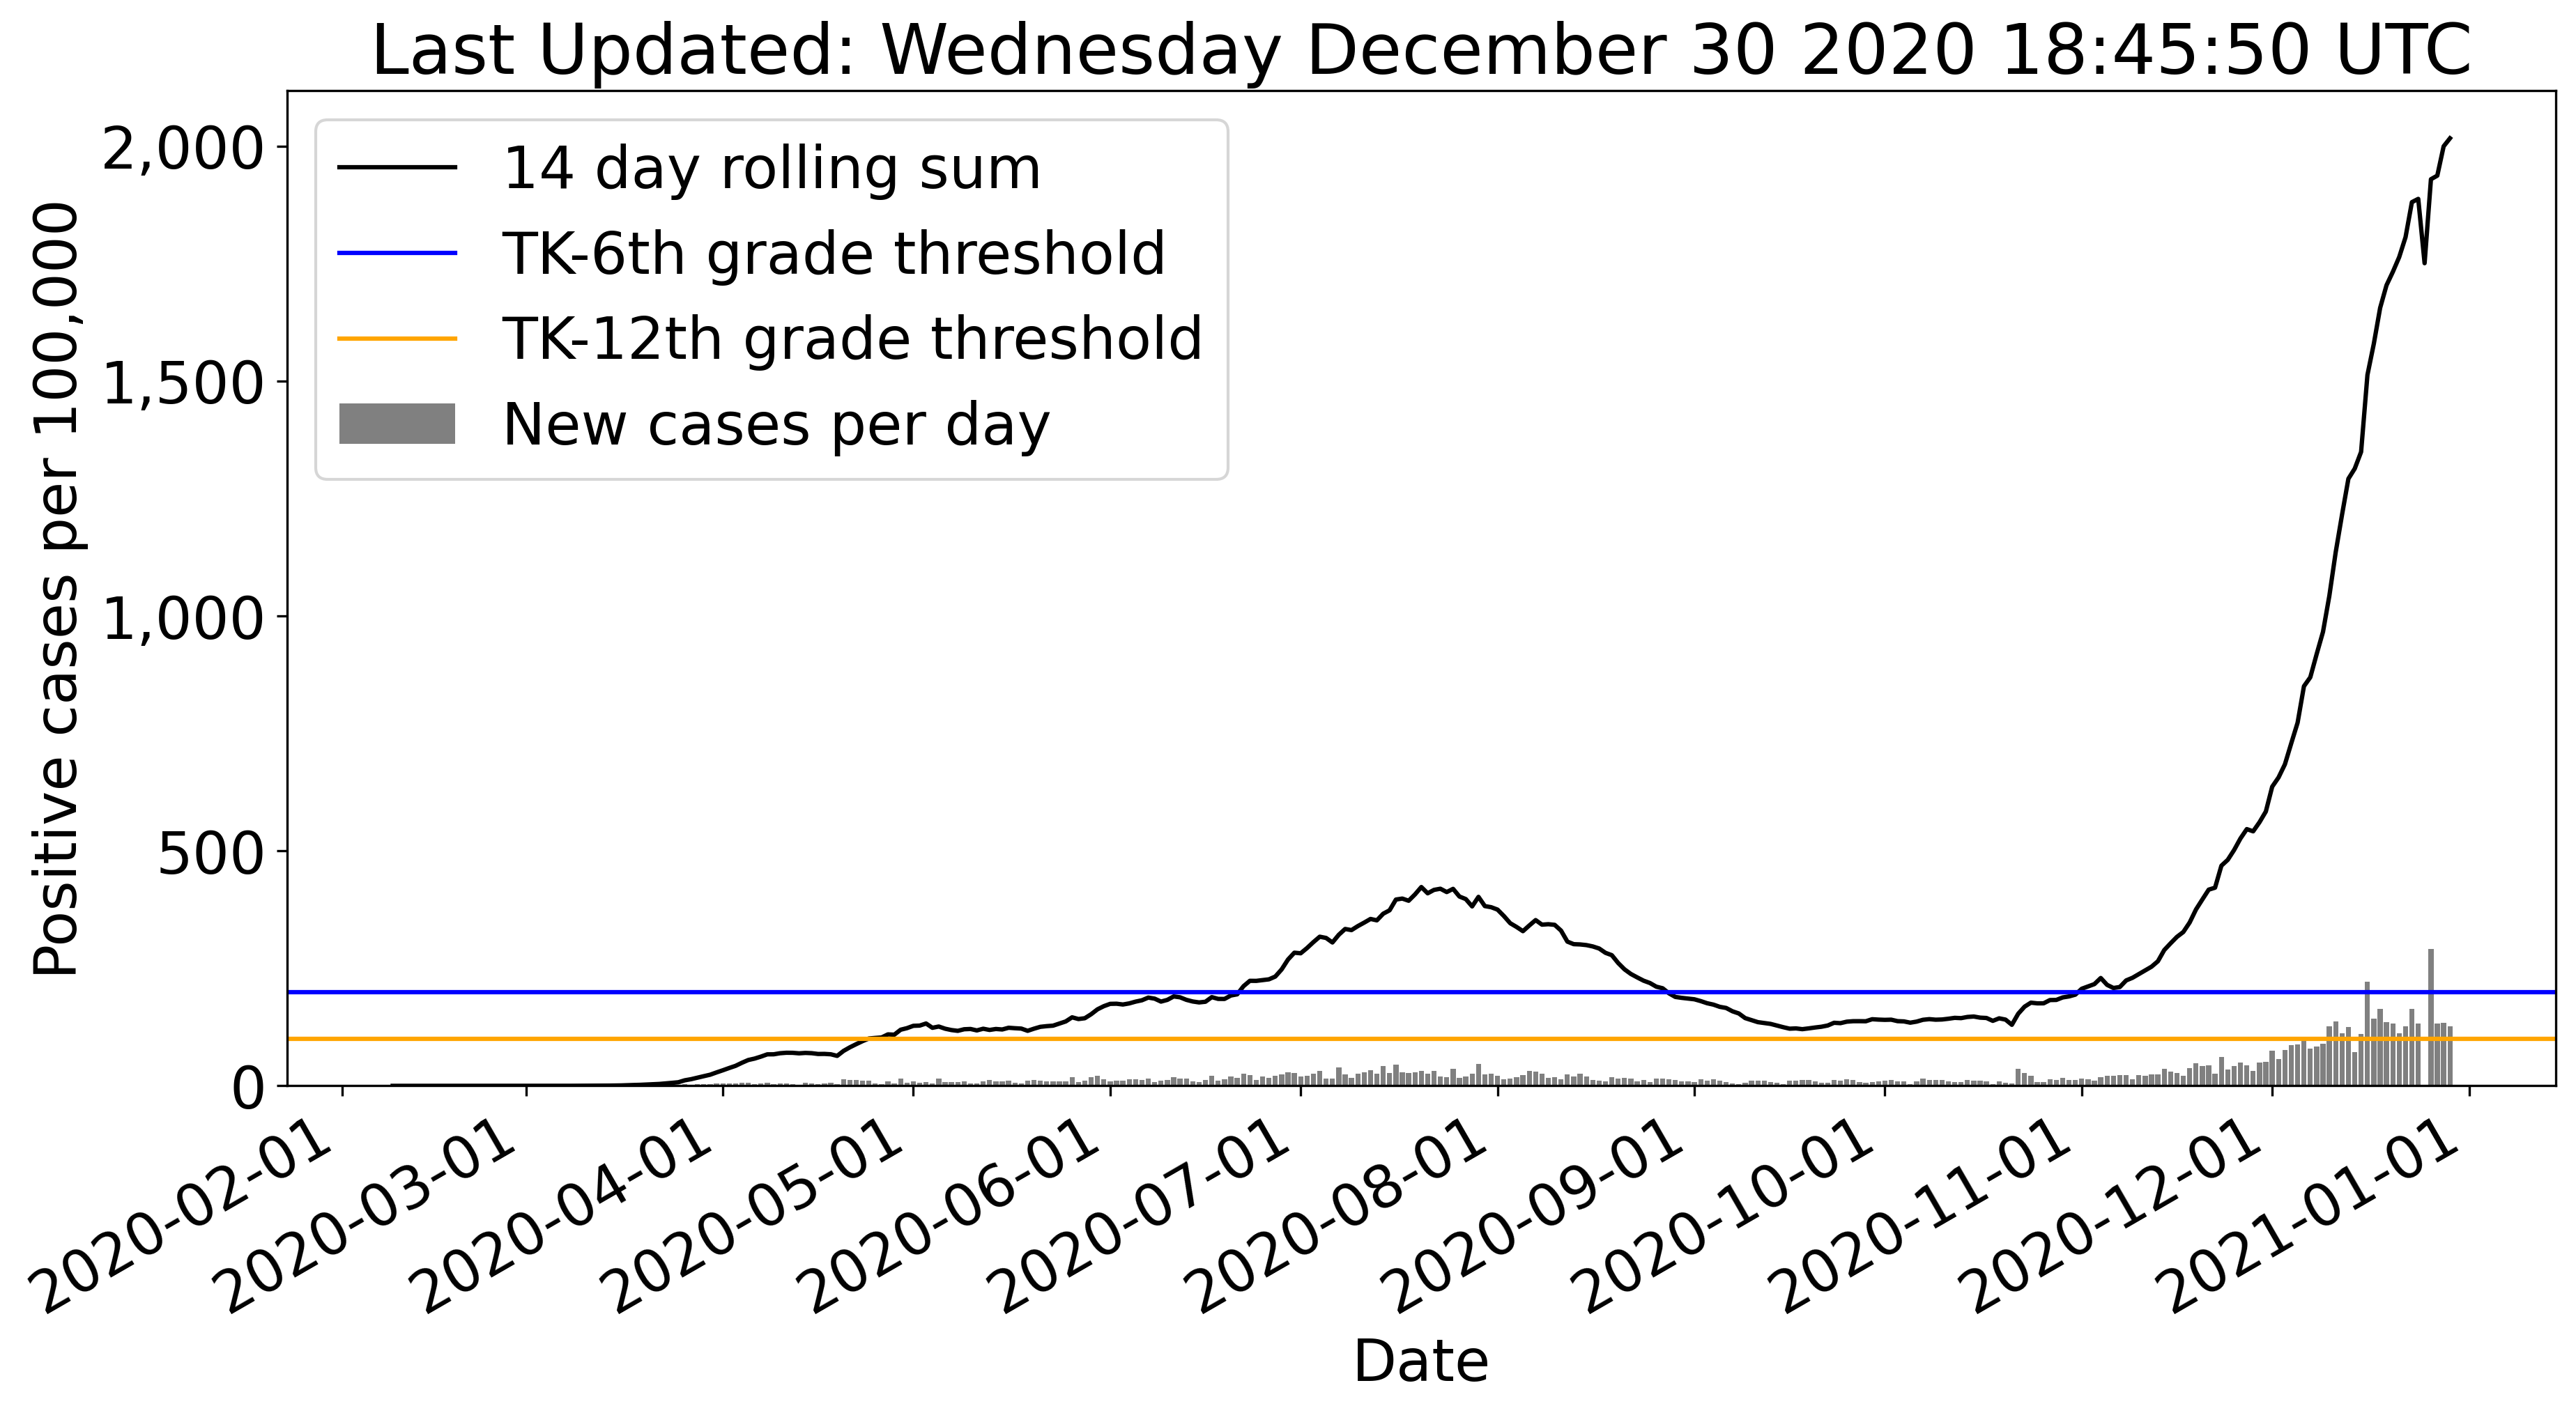 Last Updated: Wednesday December 30 2020 18:45:50 UTC
14 day rolling sum
TK-6th grade threshold
TK-12th grade threshold
New cases per day
Positive cases per 100,000
2,000
1,500
1,000
500
0
2020-02-01
2020-03-01
2020-04-01
2020-05-01
2020-06-01
2020-07-01
2020-08-01
2020-09-01
2020-10-01
2020-11-01
2020-12-01
2021-01-01
Date